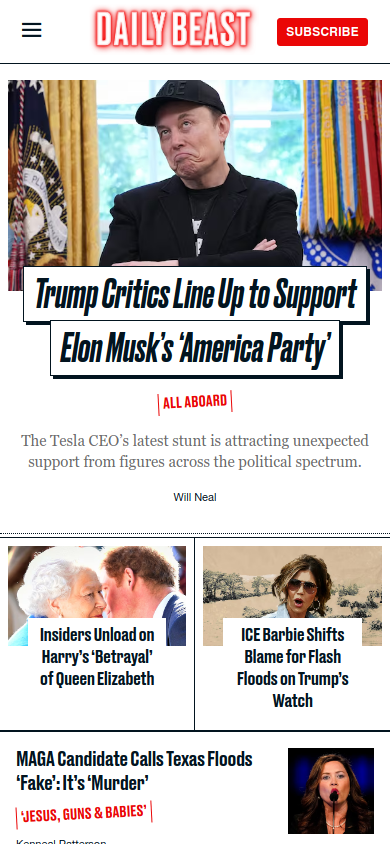 DAILY BEAST
SUBSCRIBE
GE
Trump Critics Line Up to Support
Elon Musk's 'America Party'
ALL ABOARD
The Tesla CEO's latest stunt is attracting unexpected
support from figures across the political spectrum.
Will Neal
Insiders Unload on
Harry's 'Betrayal'
of Queen Elizabeth
ICE Barbie Shifts
Blame for Flash
Floods on Trump's
Watch
MAGA Candidate Calls Texas Floods
'Fake': It's 'Murder'
'JESUS, GUNS & BABIES'